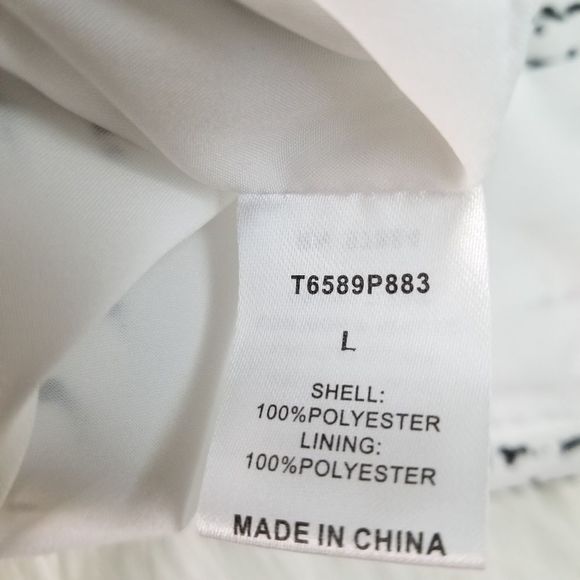 T6589P883
L
SHELL:
100%POLYESTER
LINING:
100%POLYESTER
MADE IN CHINA